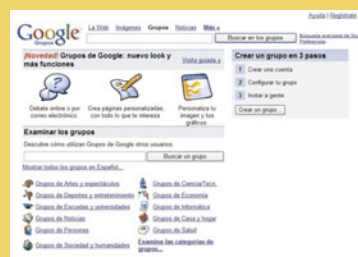 Ayuda | Regístrate
Google
Grupos
La Web Imágenes Grupos Noticias Más »
Buscar en los grupos
Búsqueda avanzada de
Preferencias
¡Novedad! Grupos de Google: nuevo look y más funciones
Visita guiada »
Debate online o por correo electrónico
Crea páginas personalizadas, con todo lo que te interesa.
Personaliza tu imagen y tus gráficos
Crear un grupo en 3 pasos
1 Crear una cuenta
2 Configurar tu grupo
3 Invitar a gente
Crear un grupo...
Examinar los grupos
Descubre cómo utilizan Grupos de Google otros usuarios.
Buscar un grupo
Mostrar todos los grupos en Español...
Grupos de Artes y espectáculos
Grupos de Ciencia/Tecn.
Grupos de Deportes y entretenimiento
Grupos de Economía
Grupos de Escuelas y universidades
Grupos de Informática
Grupos de Noticias
Grupos de Casa y hogar
Grupos de Personas
Grupos de Salud
Grupos de Sociedad y humanidades
Examina las categorías de grupos...